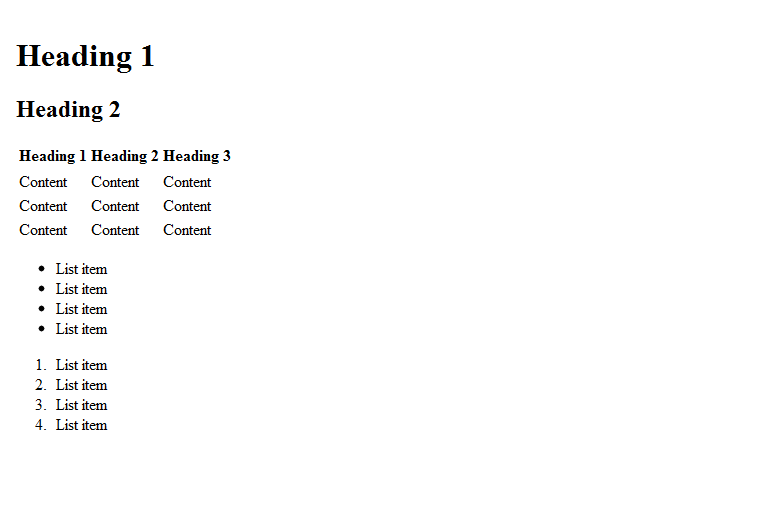 Heading 1
Heading 2
Heading 1 Heading 2 Heading 3
Content Content Content
Content Content Content
Content Content Content
• List item
• List item
• List item
• List item
1. List item
2. List item
3. List item
4. List item